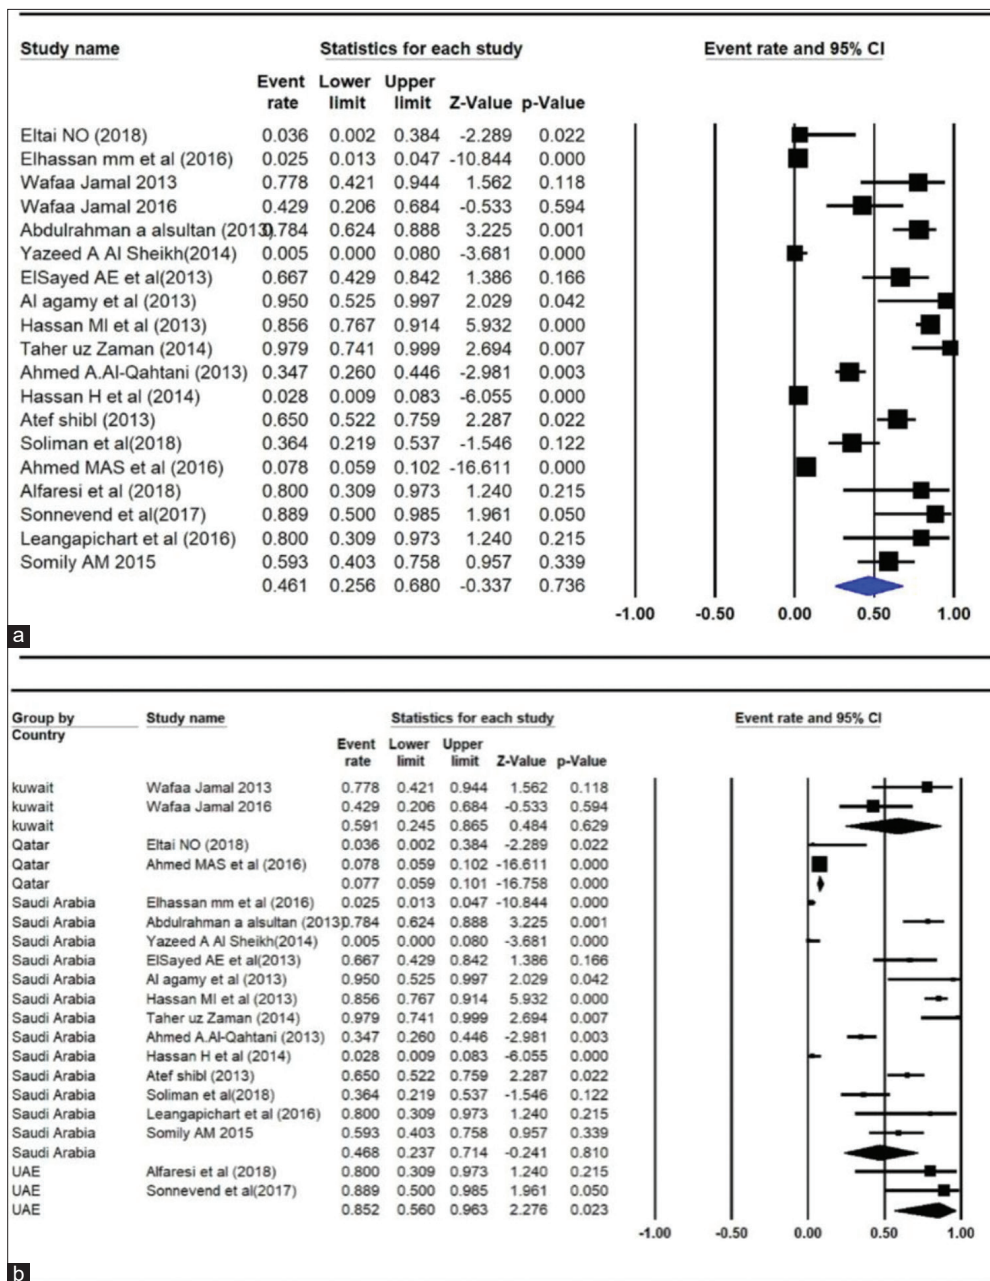 Study name Statistics for each study Event rate and 95% CI
Event Lower Upper
rate limit limit Z-Value p-Value
Eltai NO (2018) 0.036 0.002 0.384 -2.289 0.022
Elhassan mm et al (2016) 0.025 0.013 0.047 -10.844 0.000
Wafaa Jamal 2013 0.778 0.421 0.944 1.562 0.118
Wafaa Jamal 2016 0.429 0.206 0.684 -0.533 0.594
Abdulrahman a alsultan (2013) 0.784 0.624 0.888 3.225 0.001
Yazeed A Al Sheikh(2014) 0.005 0.000 0.080 -3.681 0.000
ElSayed AE et al(2013) 0.667 0.429 0.842 1.386 0.166
Al agamy et al (2013) 0.950 0.525 0.997 2.029 0.042
Hassan MI et al (2013) 0.856 0.767 0.914 5.932 0.000
Taher uz Zaman (2014) 0.979 0.741 0.999 2.694 0.007
Ahmed A.Al-Qahtani (2013) 0.347 0.260 0.446 -2.981 0.003
Hassan H et al (2014) 0.028 0.009 0.083 -6.055 0.000
Atef shibl (2013) 0.650 0.522 0.759 2.287 0.022
Soliman et al(2018) 0.364 0.219 0.537 -1.546 0.122
Ahmed MAS et al (2016) 0.078 0.059 0.102 -16.611 0.000
Alfaresi et al (2018) 0.800 0.309 0.973 1.240 0.215
Sonnevend et al(2017) 0.889 0.500 0.985 1.961 0.050
Leangapichart et al (2016) 0.800 0.309 0.973 1.240 0.215
Somily AM 2015 0.593 0.403 0.758 0.957 0.339
0.461 0.256 0.680 -0.337 0.736
-1.00 -0.50 0.00 0.50 1.00
a
Group by Study name Statistics for each study Event rate and 95% CI
Country
Event Lower Upper
rate limit limit Z-Value p-Value
kuwait Wafaa Jamal 2013 0.778 0.421 0.944 1.562 0.118
kuwait Wafaa Jamal 2016 0.429 0.206 0.684 -0.533 0.594
kuwait 0.591 0.245 0.865 0.484 0.629
Qatar Eltai NO (2018) 0.036 0.002 0.384 -2.289 0.022
Qatar Ahmed MAS et al (2016) 0.078 0.059 0.102 -16.611 0.000
Qatar 0.077 0.059 0.101 -16.758 0.000
Saudi Arabia Elhassan mm et al (2016) 0.025 0.013 0.047 -10.844 0.000
Saudi Arabia Abdulrahman a alsultan (2013) 0.784 0.624 0.888 3.225 0.001
Saudi Arabia Yazeed A Al Sheikh(2014) 0.005 0.000 0.080 -3.681 0.000
Saudi Arabia ElSayed AE et al(2013) 0.667 0.429 0.842 1.386 0.166
Saudi Arabia Al agamy et al (2013) 0.950 0.525 0.997 2.029 0.042
Saudi Arabia Hassan MI et al (2013) 0.856 0.767 0.914 5.932 0.000
Saudi Arabia Taher uz Zaman (2014) 0.979 0.741 0.999 2.694 0.007
Saudi Arabia Ahmed A.Al-Qahtani (2013) 0.347 0.260 0.446 -2.981 0.003
Saudi Arabia Hassan H et al (2014) 0.028 0.009 0.083 -6.055 0.000
Saudi Arabia Atef shibl (2013) 0.650 0.522 0.759 2.287 0.022
Saudi Arabia Soliman et al(2018) 0.364 0.219 0.537 -1.546 0.122
Saudi Arabia Leangapichart et al (2016) 0.800 0.309 0.973 1.240 0.215
Saudi Arabia Somily AM 2015 0.593 0.403 0.758 0.957 0.339
Saudi Arabia 0.468 0.237 0.714 -0.241 0.810
UAE Alfaresi et al (2018) 0.800 0.309 0.973 1.240 0.215
UAE Sonnevend et al(2017) 0.889 0.500 0.985 1.961 0.050
UAE 0.852 0.560 0.963 2.276 0.023
-1.00 -0.50 0.00 0.50 1.00
b